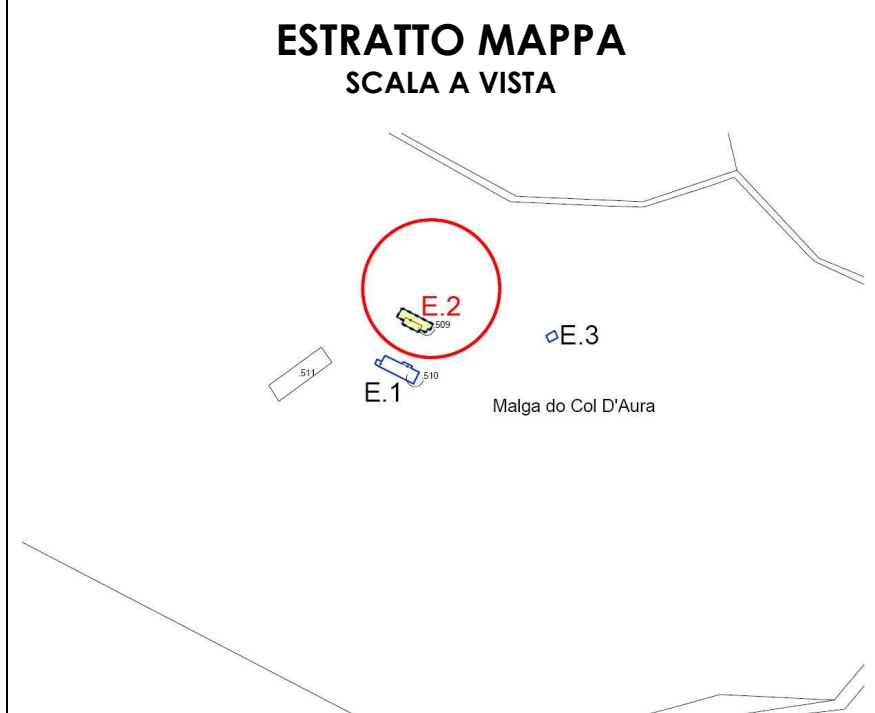 ESTRATTO MAPPA
SCALA A VISTA
E.2
.509
E.3
.511
.510
E.1
Malga do Col D'Aura